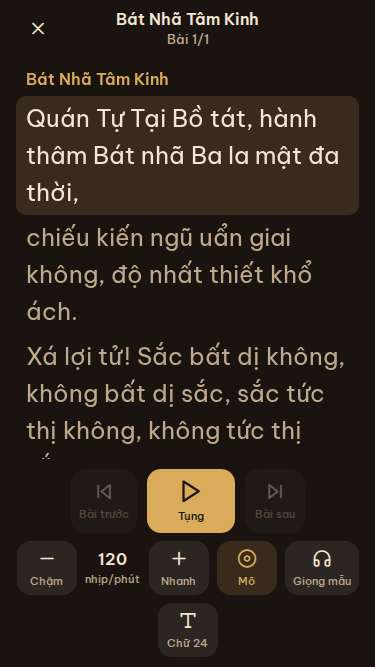 Bát Nhã Tâm Kinh
Bài 1/1
Bát Nhã Tâm Kinh
Quán Tự Tại Bồ tát, hành
thâm Bát nhã Ba la mật đa
thời,
chiếu kiến ngũ uẩn giai
không, độ nhất thiết khổ
ách.
Xá lợi tử! Sắc bất dị không,
không bất dị sắc, sắc tức
thị không, không tức thị
Bài trước
Tụng
Bài sau
Chậm
120
nhịp/phút
Nhanh
Mõ
Giọng mẫu
T
Chữ 24